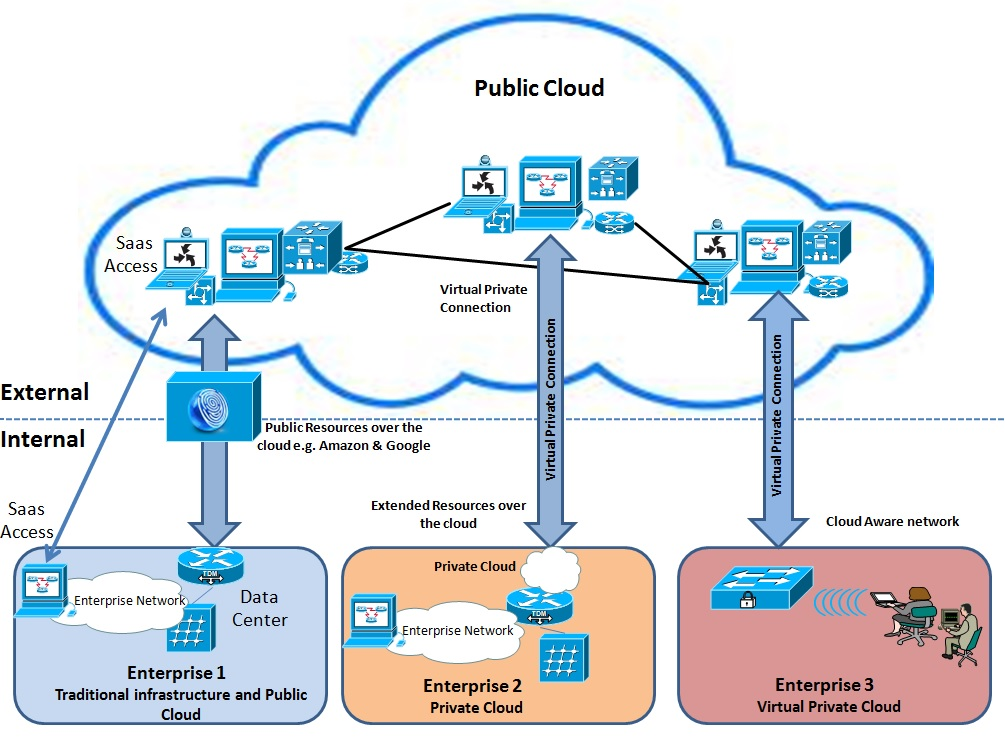 Public Cloud
Saas
Access
Virtual Private
Connection
Virtual Private Connection
Virtual Private Connection
External
Internal
Public Resources over the
cloud e.g. Amazon & Google
Saas
Access
Extended Resources over
the cloud
Cloud Aware network
TDM
Enterprise Network
Data
Center
Enterprise 1
Traditional infrastructure and Public
Cloud
Private Cloud
TDM
Enterprise Network
Enterprise 2
Private Cloud
Enterprise 3
Virtual Private Cloud